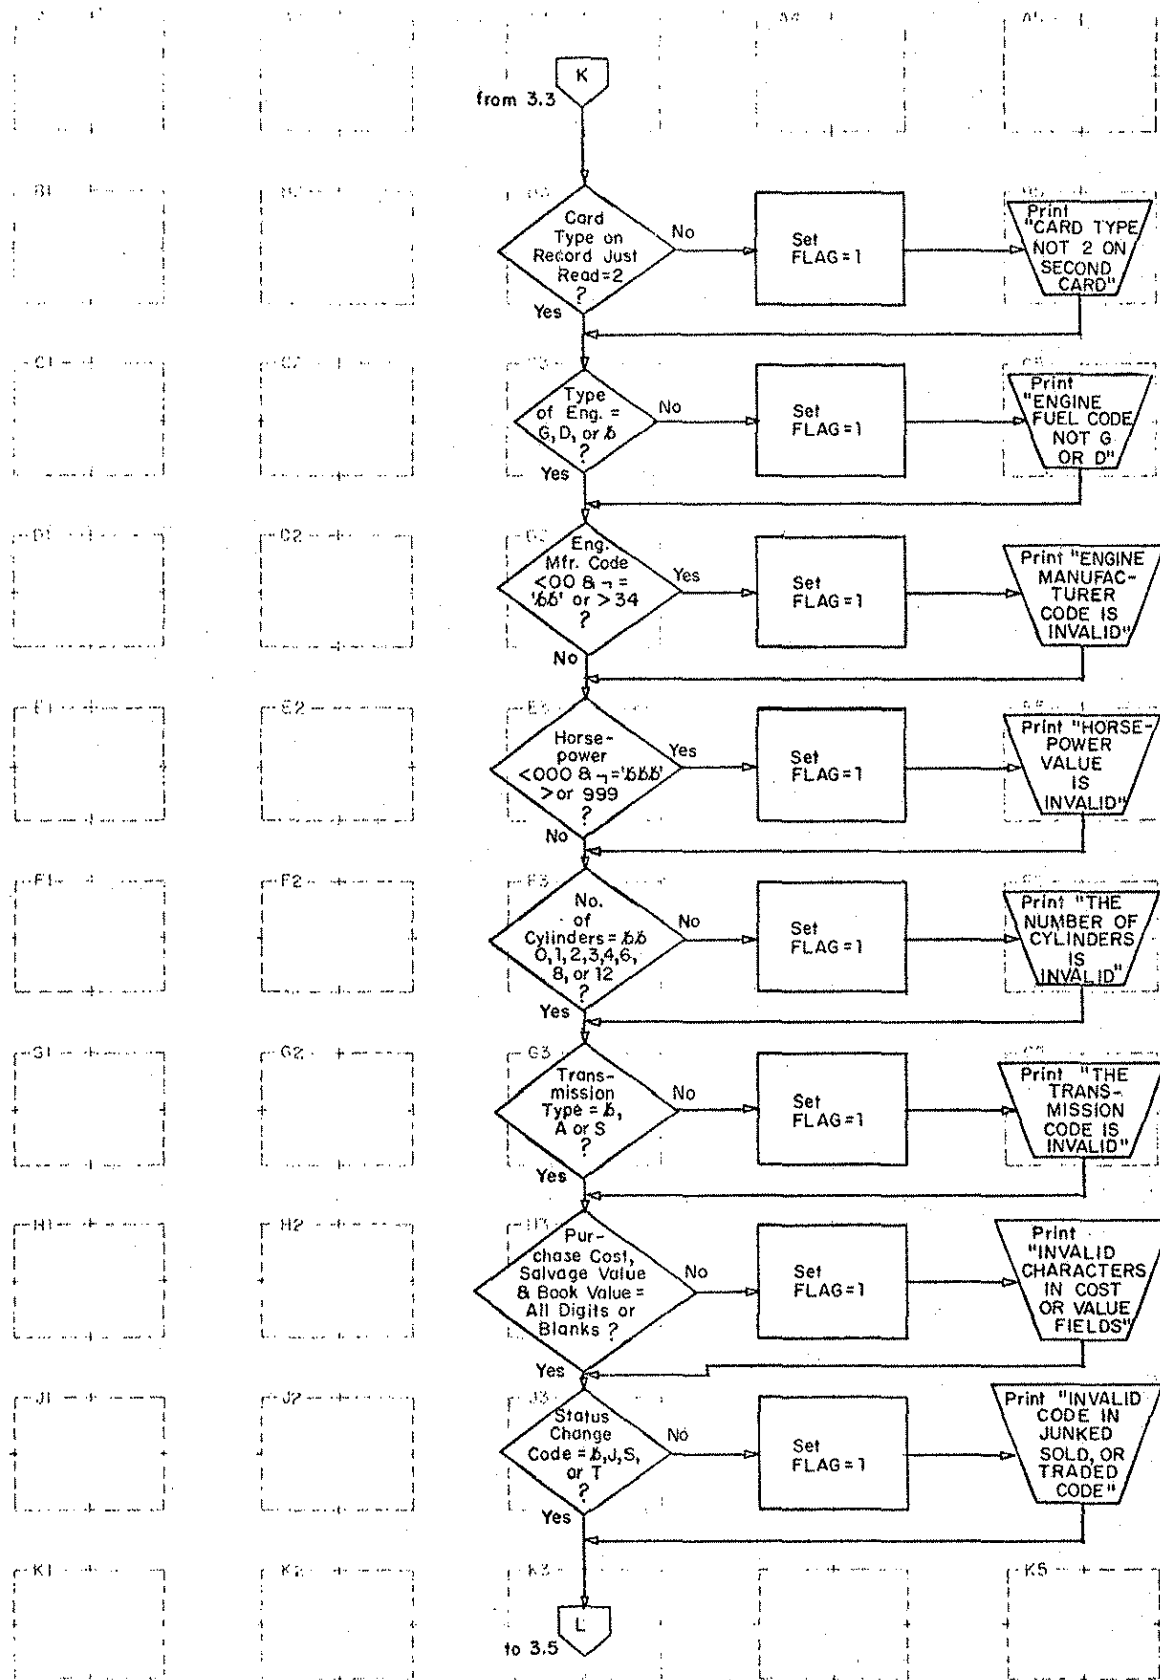 K
from 3.3
B1
Card
Type on
Record Just
Read=2
?
No
Yes
Set
FLAG=1
Print
"CARD TYPE
NOT 2 ON
SECOND
CARD"
C1
Type
of Eng. =
G, D, or ƀ
?
No
Yes
Set
FLAG=1
Print
"ENGINE
FUEL CODE
NOT G
OR D"
D1
Eng.
Mfr. Code
<00 & ¬ =
'ƀƀ' or > 34
?
Yes
No
Set
FLAG=1
Print "ENGINE
MANUFAC-
TURER
CODE IS
INVALID"
E1
E2
E3
Horse-
power
<000 & ¬='ƀƀƀ'
> or 999
?
Yes
No
Set
FLAG=1
Print "HORSE-
POWER
VALUE
IS
INVALID"
F1
F2
F3
No.
of
Cylinders = ƀƀ
0,1,2,3,4,6,
8, or 12
?
No
Yes
Set
FLAG=1
Print "THE
NUMBER OF
CYLINDERS
IS
INVALID"
G1
G2
G3
Trans-
mission
Type = ƀ,
A or S
?
No
Yes
Set
FLAG=1
Print "THE
TRANS-
MISSION
CODE IS
INVALID"
H1
H2
H3
Pur-
chase Cost,
Salvage Value
& Book Value =
All Digits or
Blanks ?
No
Yes
Set
FLAG=1
Print
"INVALID
CHARACTERS
IN COST
OR VALUE
FIELDS"
J1
J2
J3
Status
Change
Code = ƀ,J,S,
or T
?
No
Yes
Set
FLAG=1
Print "INVALID
CODE IN
JUNKED
SOLD, OR
TRADED
CODE"
K1
K2
K3
K5
L
to 3.5